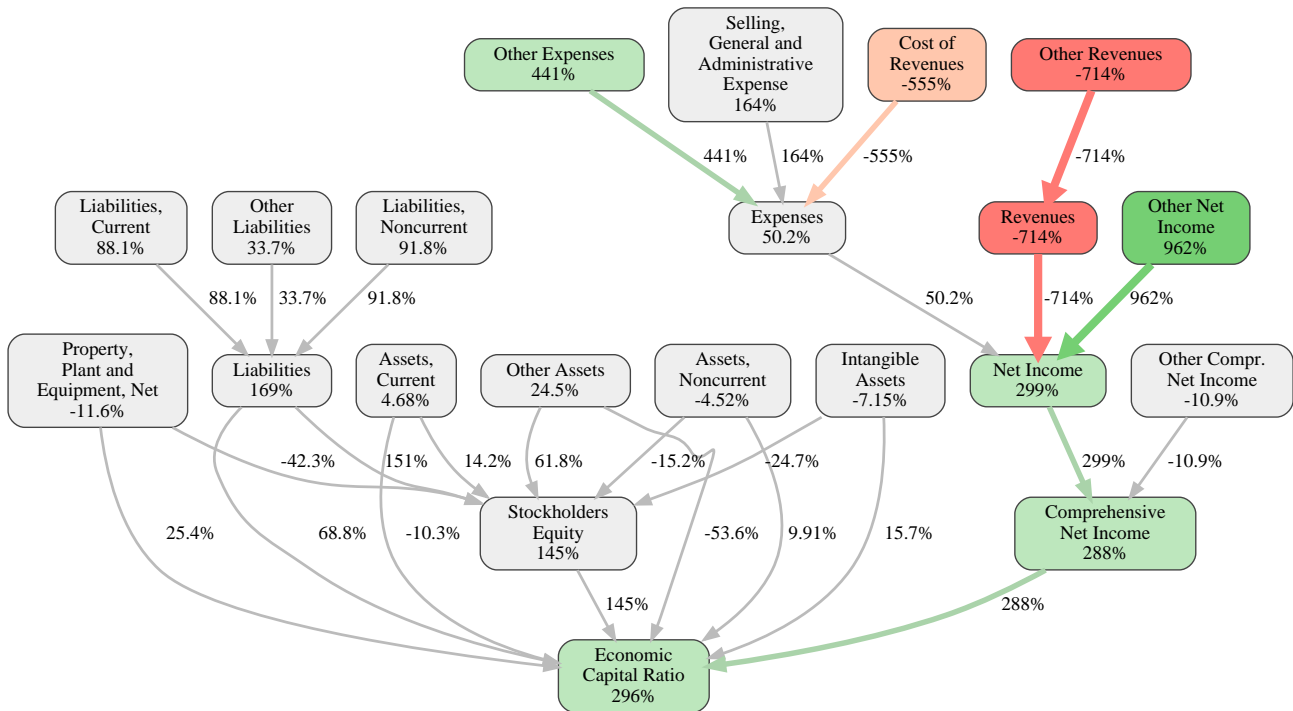 Other Expenses
441%
Selling,
General and
Administrative
Expense
164%
Cost of
Revenues
-555%
Other Revenues
-714%
441%
164%
-555%
-714%
Liabilities,
Current
88.1%
Other
Liabilities
33.7%
Liabilities,
Noncurrent
91.8%
Expenses
50.2%
Revenues
-714%
Other Net
Income
962%
88.1%
33.7%
91.8%
50.2%
-714%
962%
Property,
Plant and
Equipment, Net
-11.6%
Liabilities
169%
Assets,
Current
4.68%
Other Assets
24.5%
Assets,
Noncurrent
-4.52%
Intangible
Assets
-7.15%
Net Income
299%
Other Compr.
Net Income
-10.9%
-42.3%
151%
14.2%
61.8%
-15.2%
-24.7%
299%
-10.9%
Stockholders
Equity
145%
Comprehensive
Net Income
288%
25.4%
68.8%
-10.3%
-53.6%
9.91%
15.7%
145%
288%
Economic
Capital Ratio
296%